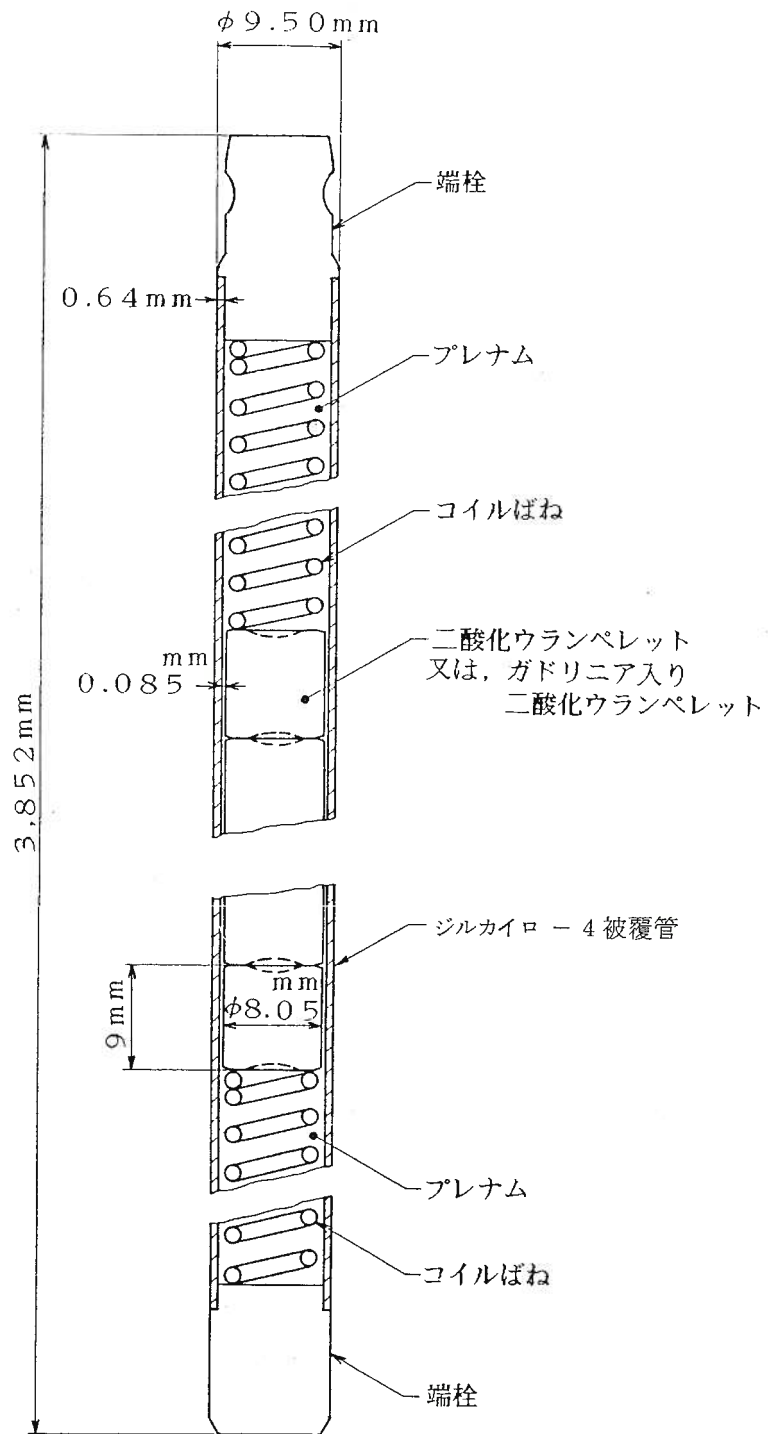 φ9.50mm
端栓
0.64mm
プレナム
コイルばね
二酸化ウランペレット
又は,ガドリニア入り
二酸化ウランペレット
mm
0.085
3,852mm
ジルカイロ-4被覆管
mm
φ8.05
9mm
プレナム
コイルばね
端栓